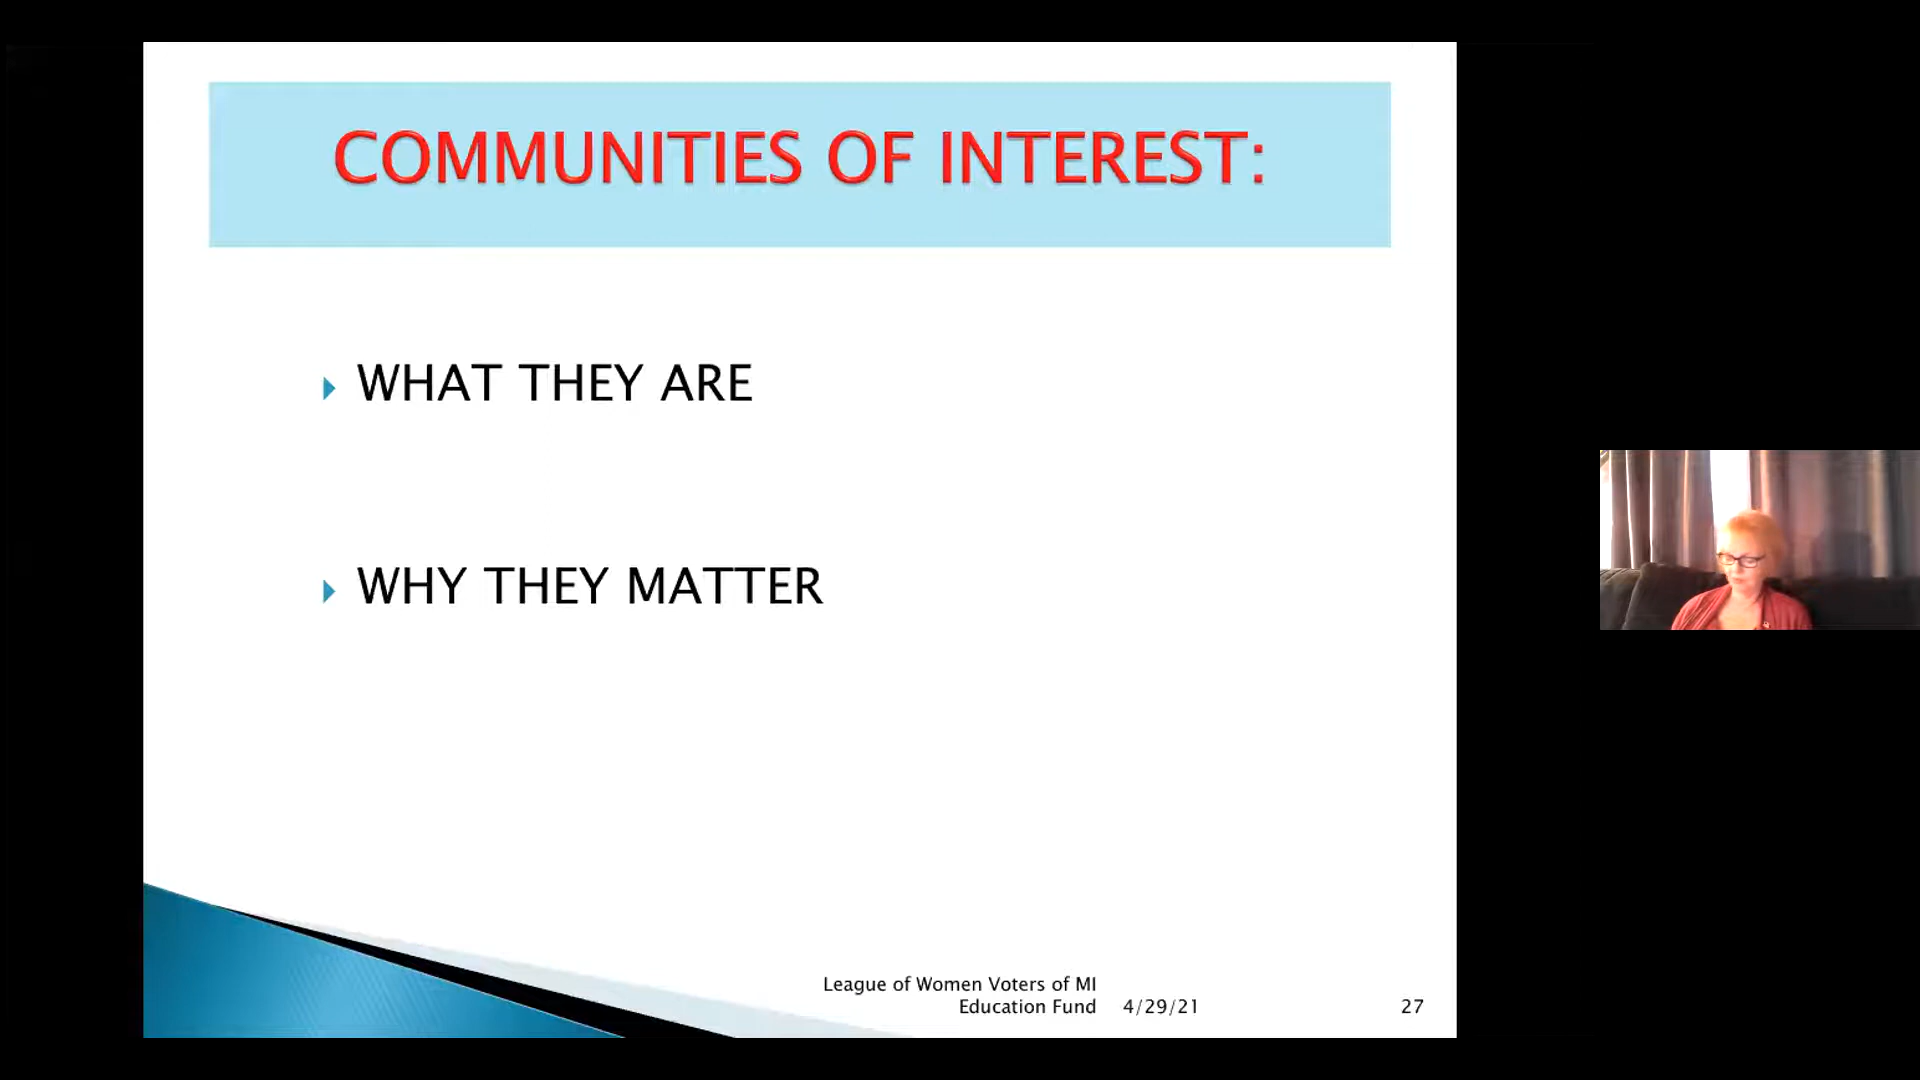 COMMUNITIES OF INTEREST:
WHAT THEY ARE
WHY THEY MATTER
League of Women Voters of MI
Education Fund 4/29/21 27